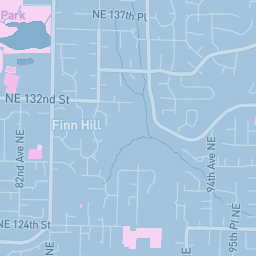 NE 137th Pl
Park
NE 132nd St
Finn Hill
82nd Ave NE
94th Ave NE
95th Pl NE
NE 124th St